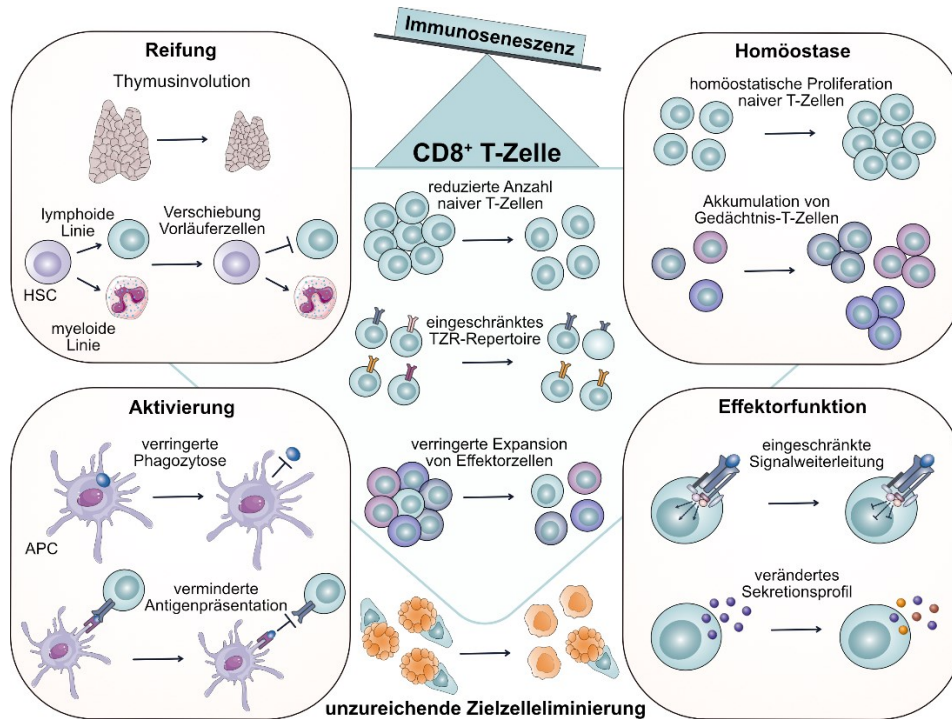 Immunoseneszenz
CD8⁺ T-Zelle
Reifung
Thymusinvolution
lymphoide
Linie
Verschiebung
Vorläuferzellen
HSC
myeloide
Linie
reduzierte Anzahl
naiver T-Zellen
eingeschränktes
TZR-Repertoire
verringerte Expansion
von Effektorzellen
Homöostase
homöostatische Proliferation
naiver T-Zellen
Akkumulation von
Gedächtnis-T-Zellen
Aktivierung
verringerte
Phagozytose
APC
verminderte
Antigenpräsentation
Effektorfunktion
eingeschränkte
Signalweiterleitung
verändertes
Sekretionsprofil
unzureichende Zielzelleliminierung